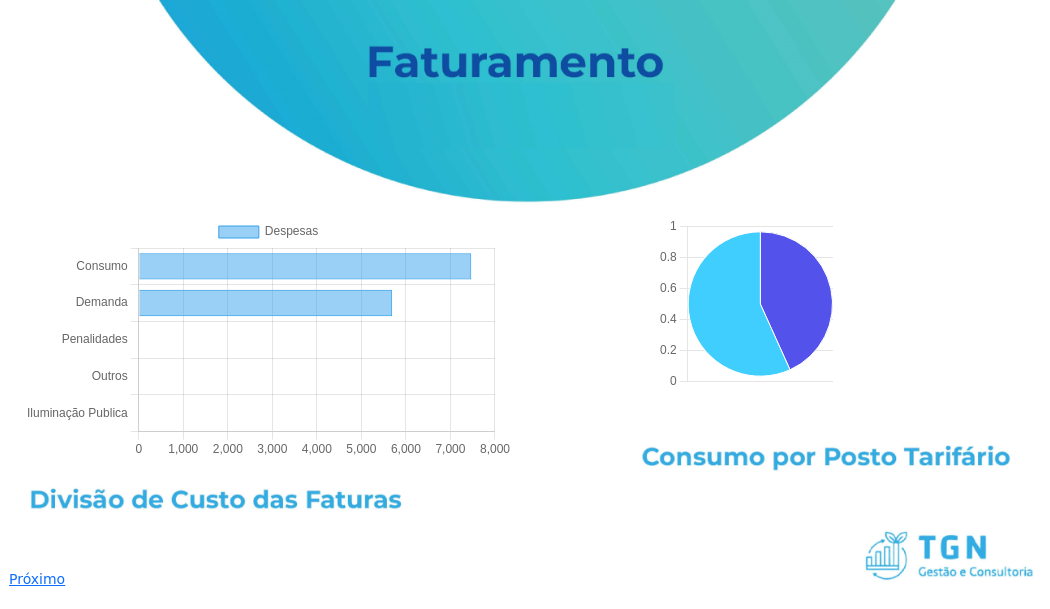 Faturamento
Despesas
Consumo
Demanda
Penalidades
Outros
Iluminação Publica
0 1,000 2,000 3,000 4,000 5,000 6,000 7,000 8,000
Divisão de Custo das Faturas
1
0.8
0.6
0.4
0.2
0
Consumo por Posto Tarifário
TGN
Gestão e Consultoria
Próximo